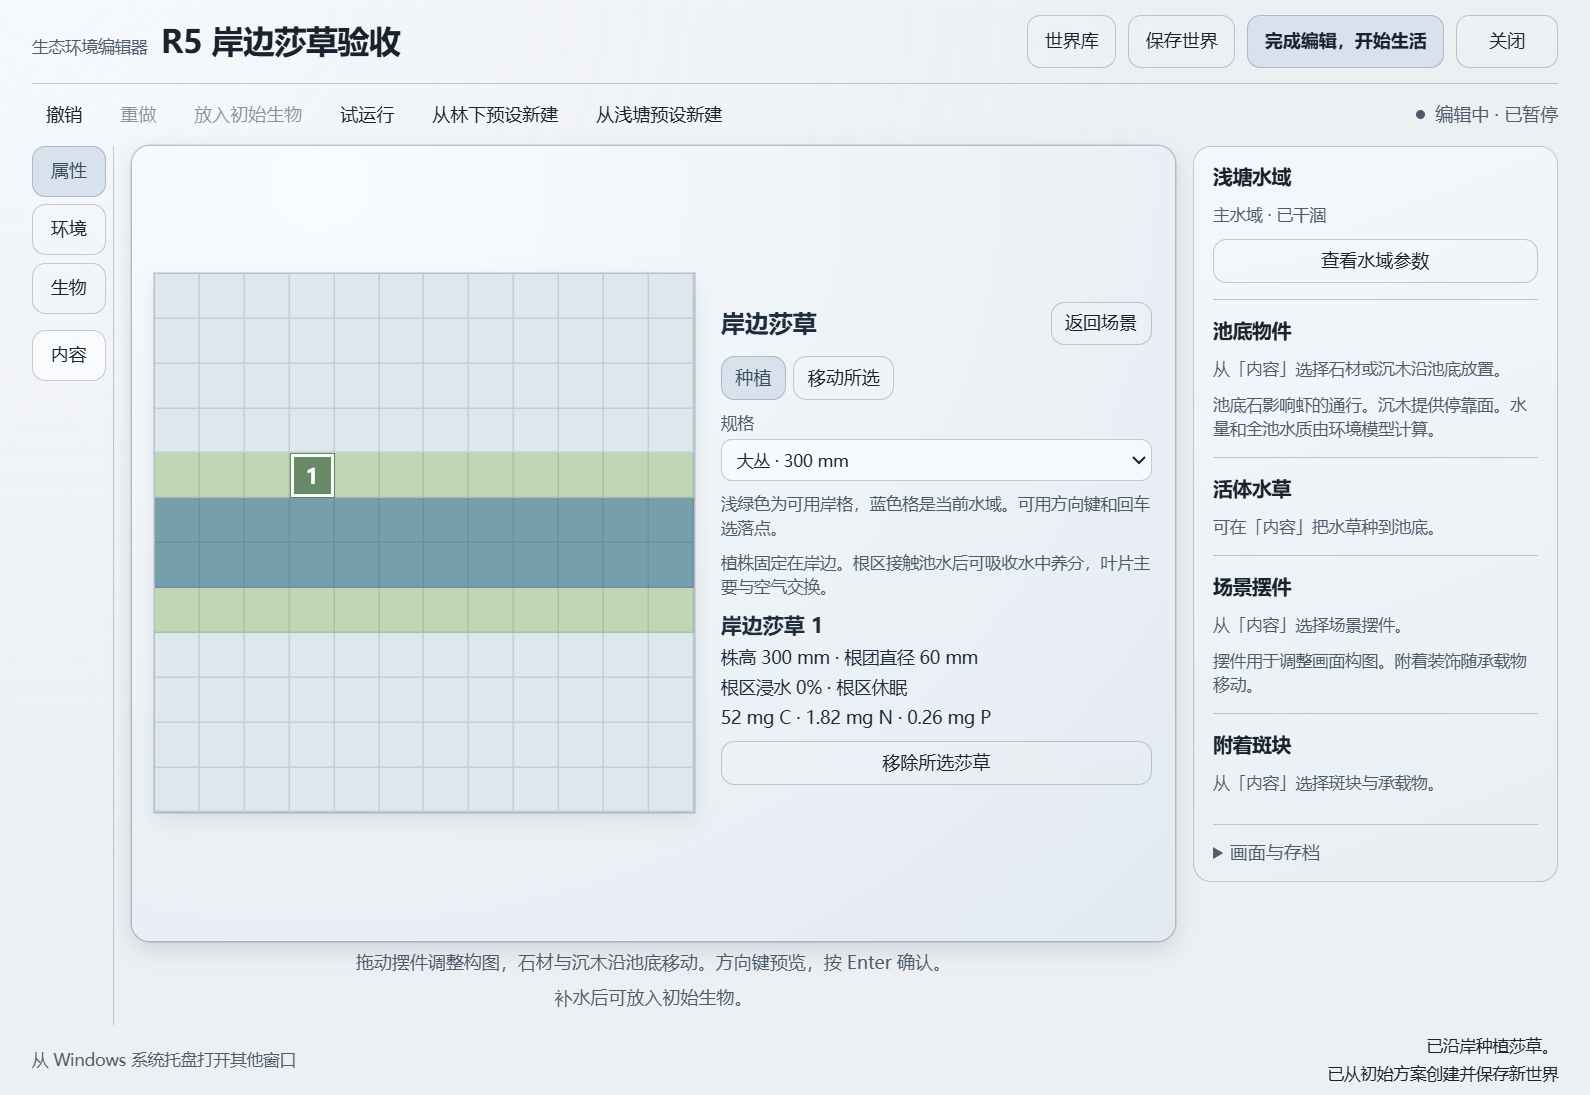 生态环境编辑器 R5 岸边莎草验收
世界库
保存世界
完成编辑，开始生活
关闭
撤销
重做
放入初始生物
试运行
从林下预设新建
从浅塘预设新建
编辑中 · 已暂停
属性
环境
生物
内容
1
岸边莎草
返回场景
种植
移动所选
规格
大丛 · 300 mm
浅绿色为可用岸格，蓝色格是当前水域。可用方向键和回车
选落点。
植株固定在岸边。根区接触池水后可吸收水中养分，叶片主
要与空气交换。
岸边莎草 1
株高 300 mm · 根团直径 60 mm
根区浸水 0% · 根区休眠
52 mg C · 1.82 mg N · 0.26 mg P
移除所选莎草
浅塘水域
主水域 · 已干涸
查看水域参数
池底物件
从「内容」选择石材或沉木沿池底放置。
池底石影响虾的通行。沉木提供停靠面。水
量和全池水质由环境模型计算。
活体水草
可在「内容」把水草种到池底。
场景摆件
从「内容」选择场景摆件。
摆件用于调整画面构图。附着装饰随承载物
移动。
附着斑块
从「内容」选择斑块与承载物。
画面与存档
拖动摆件调整构图，石材与沉木沿池底移动。方向键预览，按 Enter 确认。
补水后可放入初始生物。
从 Windows 系统托盘打开其他窗口
已沿岸种植莎草。
已从初始方案创建并保存新世界